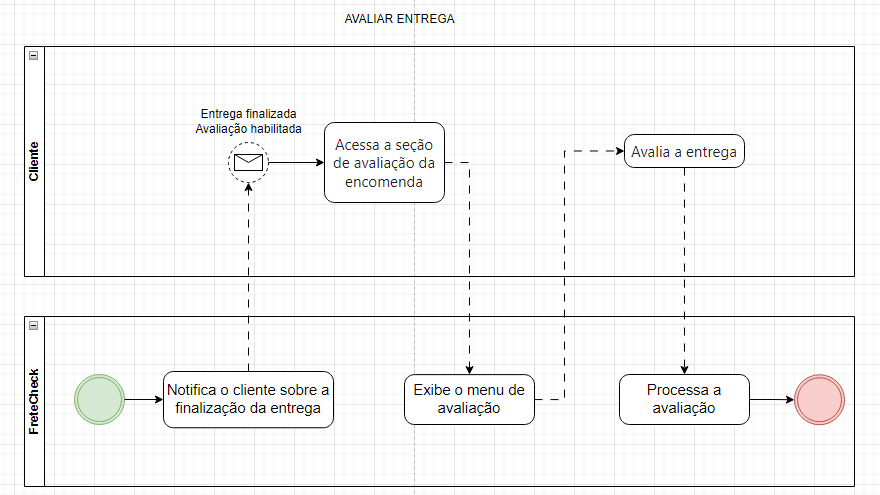 AVALIAR ENTREGA
Cliente
Entrega finalizada
Avaliação habilitada
Acessa a seção
de avaliação da
encomenda
Avalia a entrega
FreteCheck
Notifica o cliente sobre a
finalização da entrega
Exibe o menu de
avaliação
Processa a
avaliação